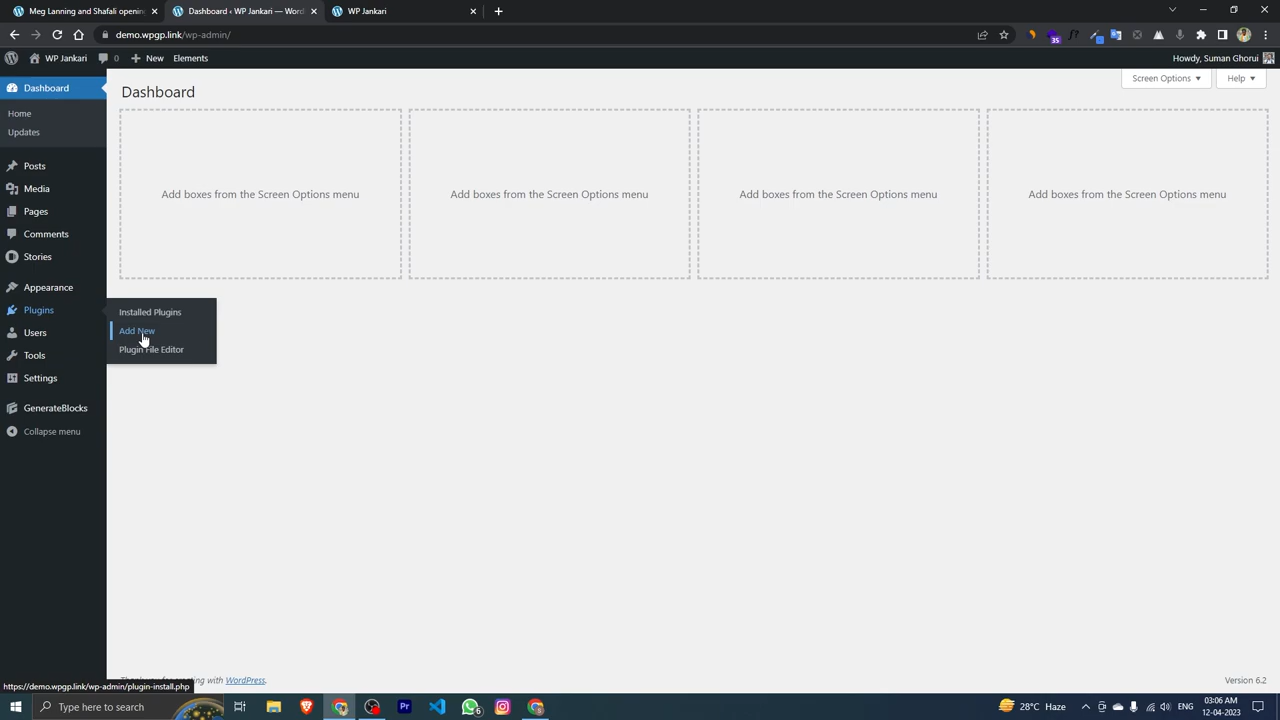 Meg Lanning and Shafali opening
Dashboard ‹ WP Jankari — Word
WP Jankari
demo.wpgp.link/wp-admin/
35
WP Jankari
0
New
Elements
Howdy, Suman Ghorui
Dashboard
Home
Updates
Posts
Media
Pages
Comments
Stories
Appearance
Plugins
Users
Tools
Settings
GenerateBlocks
Collapse menu
Installed Plugins
Add New
Plugin File Editor
Screen Options
Help
Dashboard
Add boxes from the Screen Options menu
Add boxes from the Screen Options menu
Add boxes from the Screen Options menu
Add boxes from the Screen Options menu
with WordPress.
Version 6.2
https://demo.wpgp.link/wp-admin/plugin-install.php
Type here to search
Pr
6
28°C Haze
ENG
03:06 AM
12-04-2023